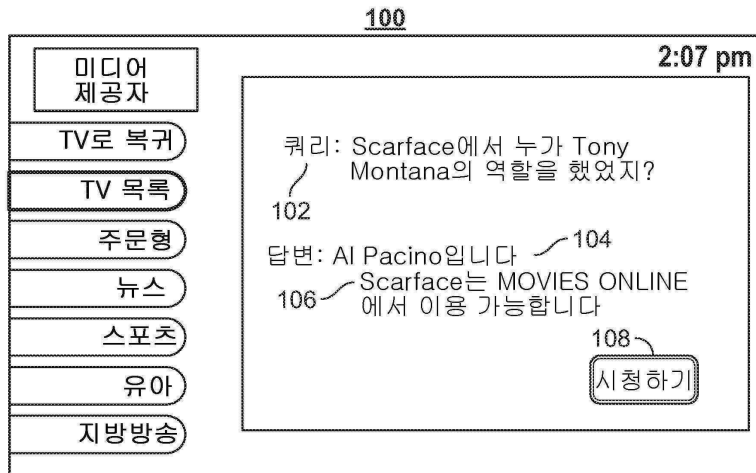 100
2:07 pm
미디어
제공자
TV로 복귀
TV 목록
주문형
뉴스
스포츠
유아
지방방송
쿼리: Scarface에서 누가 Tony
Montana의 역할을 했었지?
102
답변: Al Pacino입니다 104
106 Scarface는 MOVIES ONLINE
에서 이용 가능합니다
108
시청하기